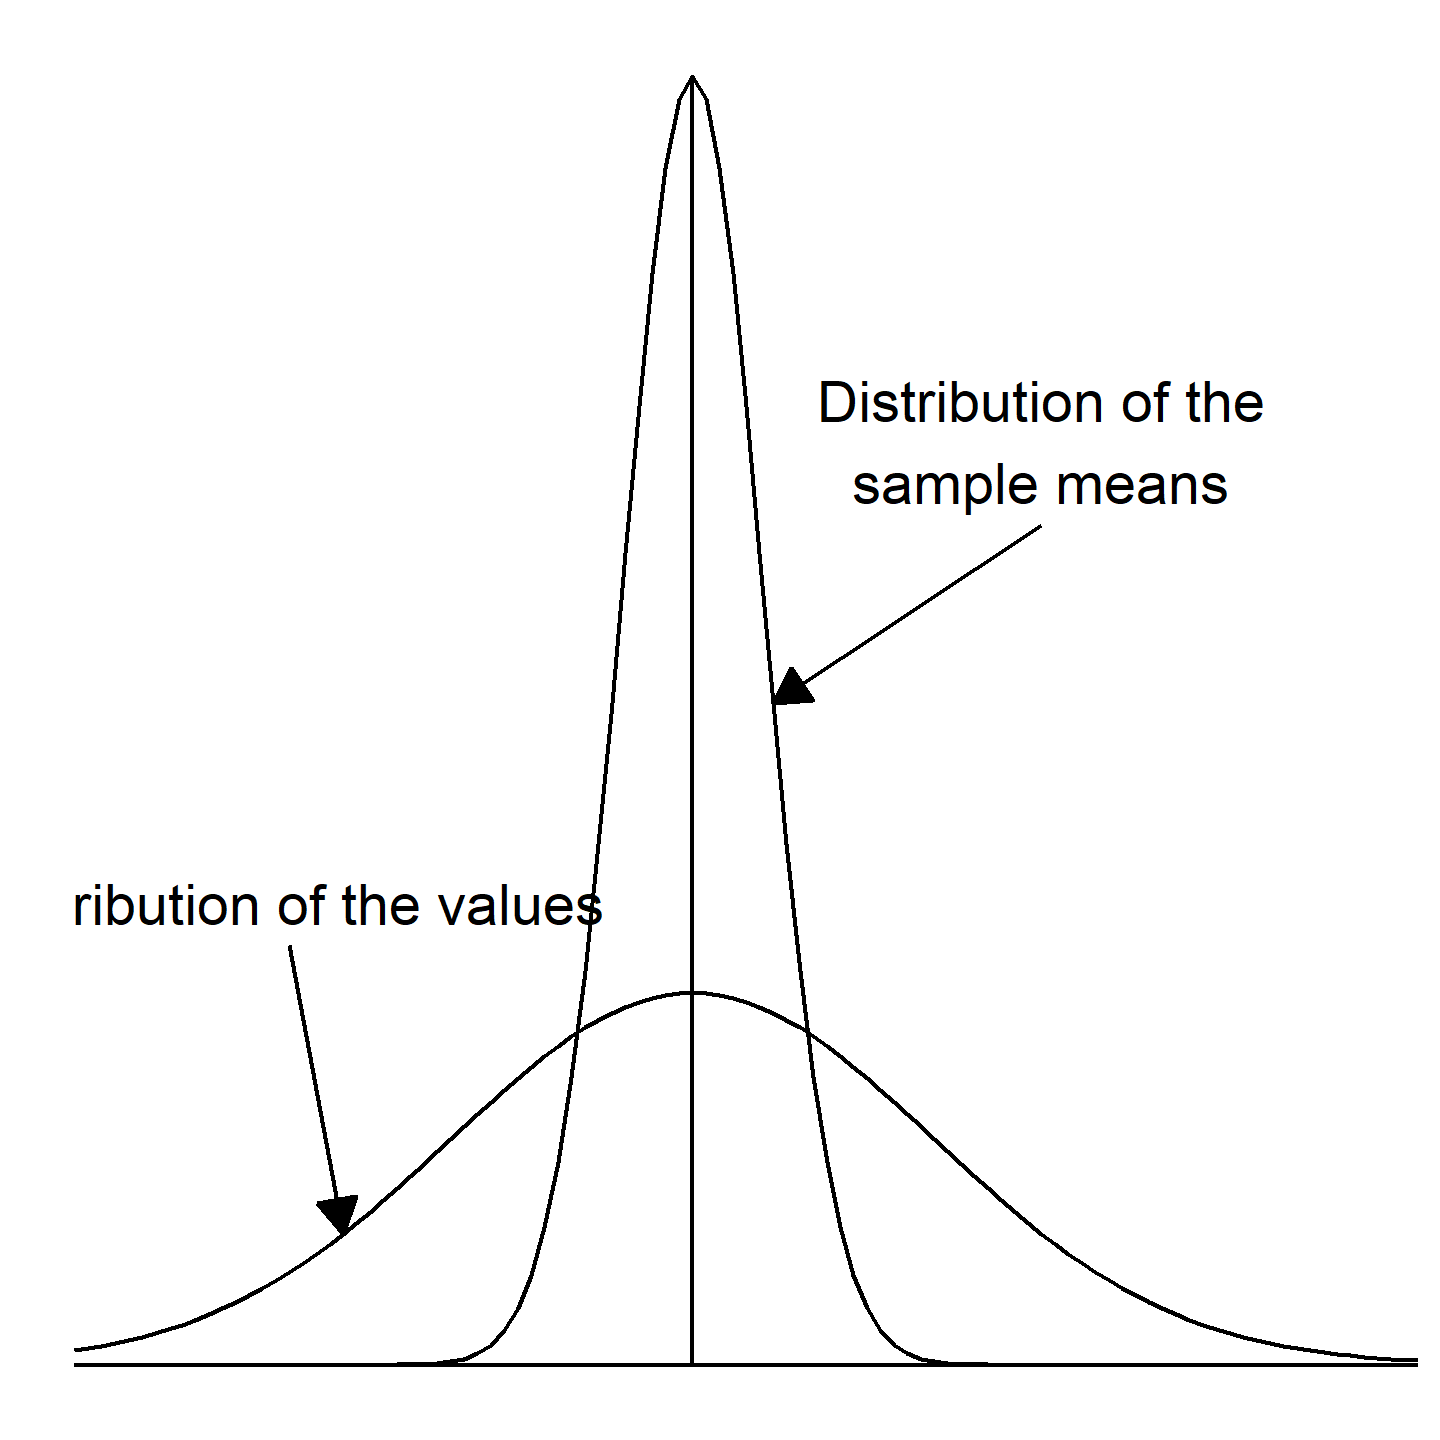 Distribution of the
sample means
ribution of the values